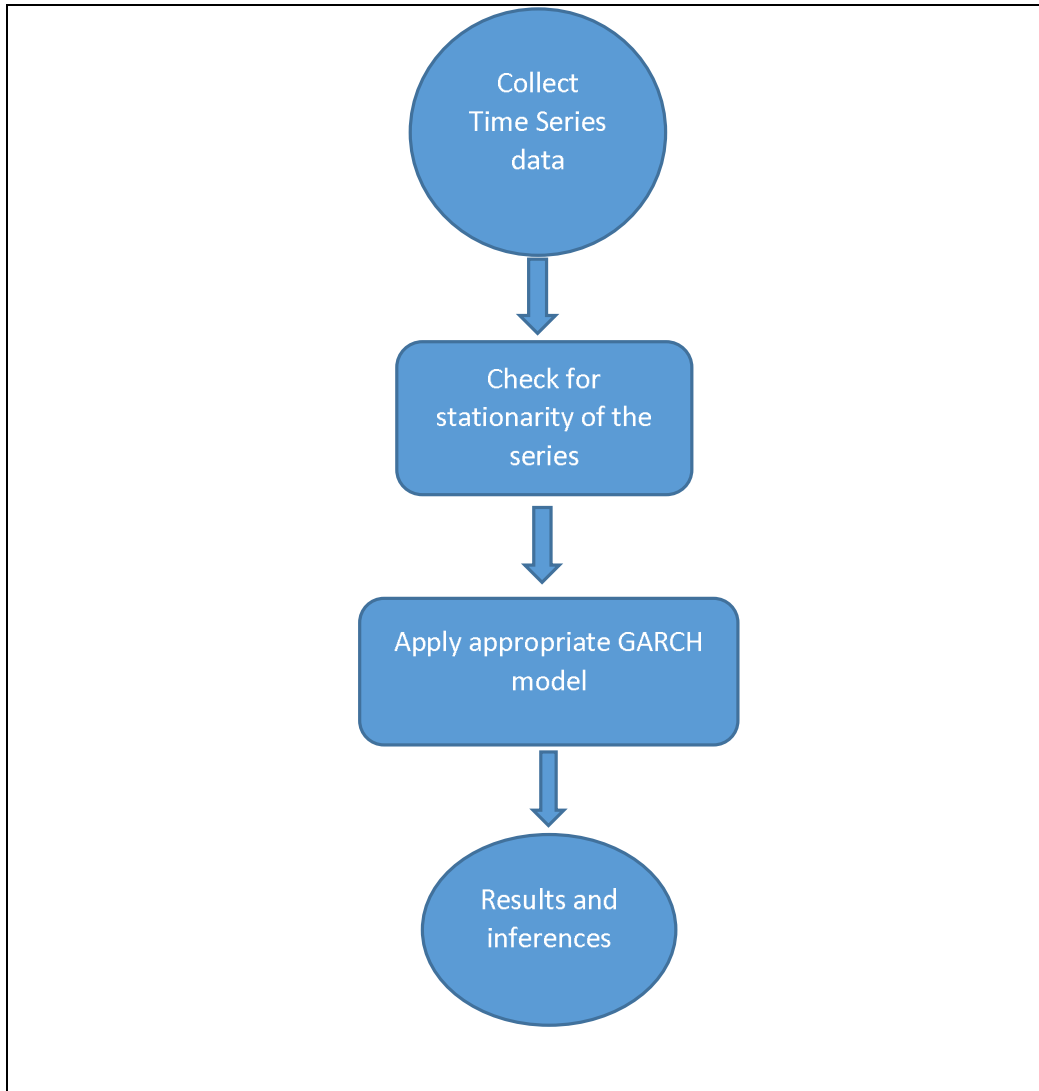 Collect
Time Series
data
Check for
stationarity of the
series
Apply appropriate GARCH
model
Results and
inferences